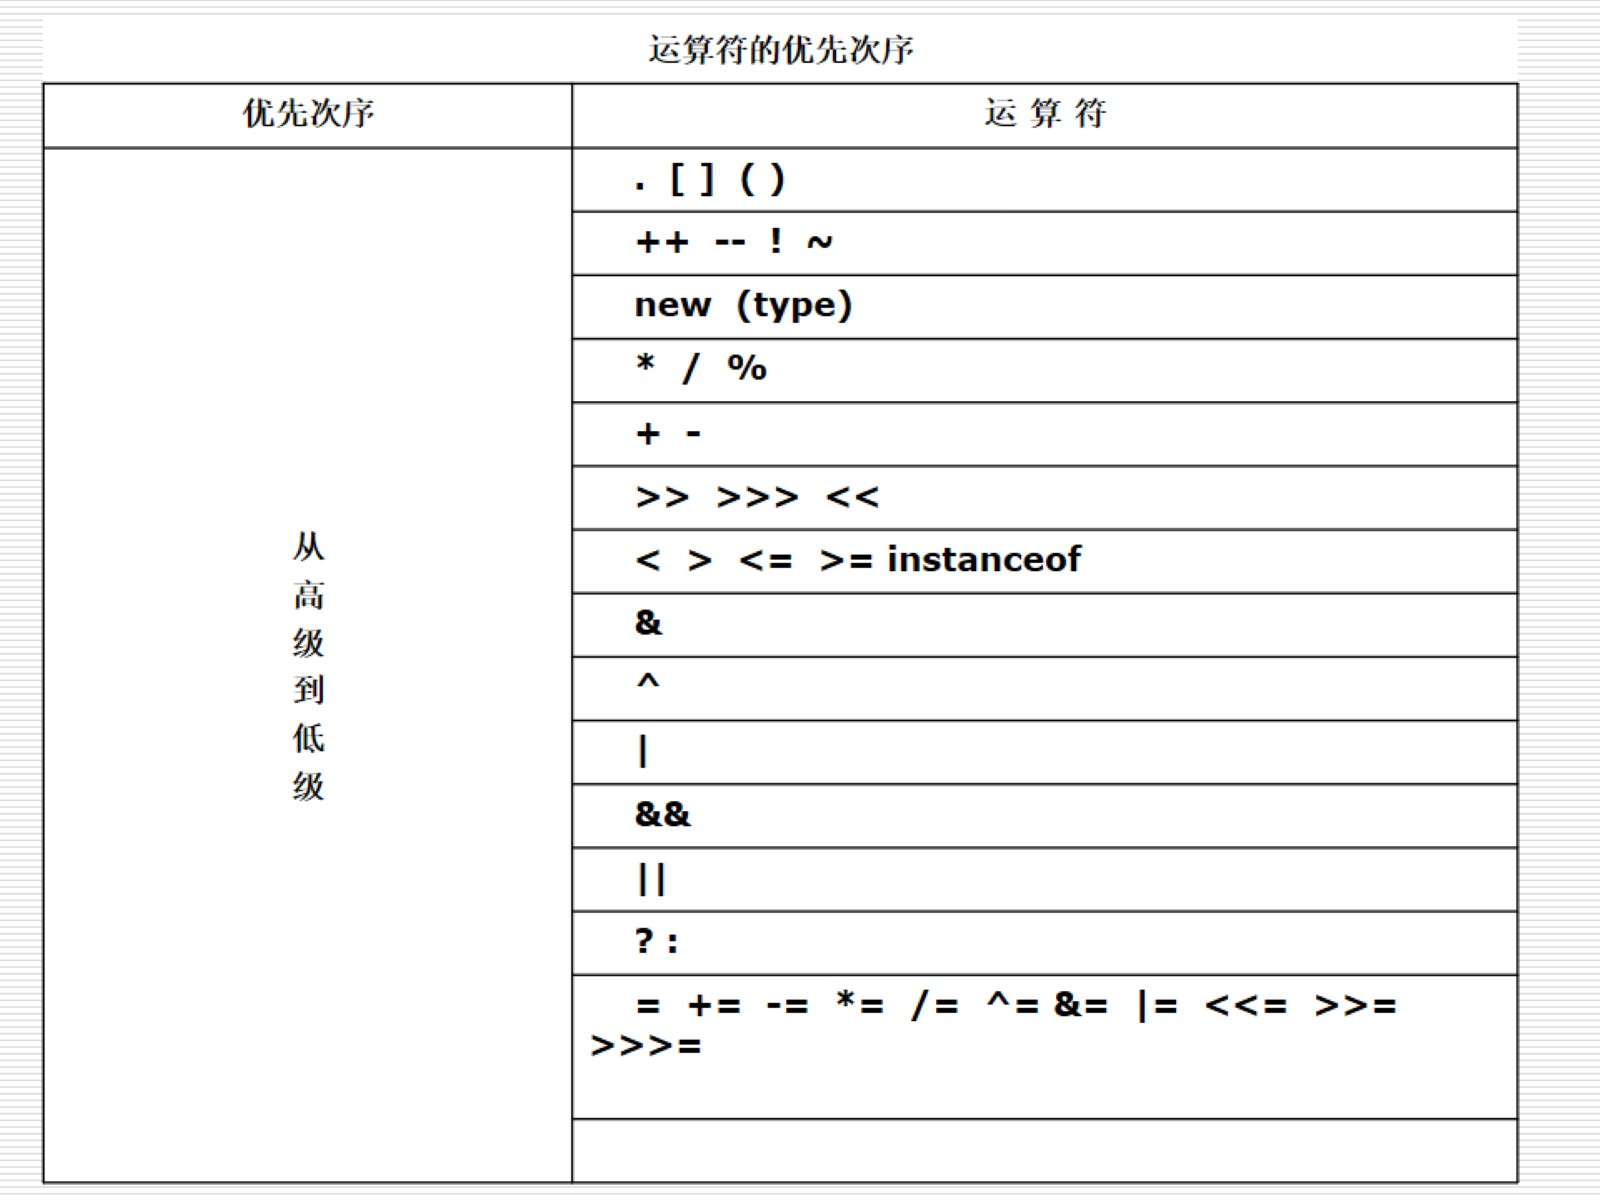 运算符的优先次序
优先次序
运 算 符
. [ ] ( )
++ -- ! ~
new (type)
* / %
+ -
>> >>> <<
< > <= >= instanceof
&
^
|
&&
||
? :
= += -= *= /= ^= &= |= <<= >>=
>>>=
从
高
级
到
低
级